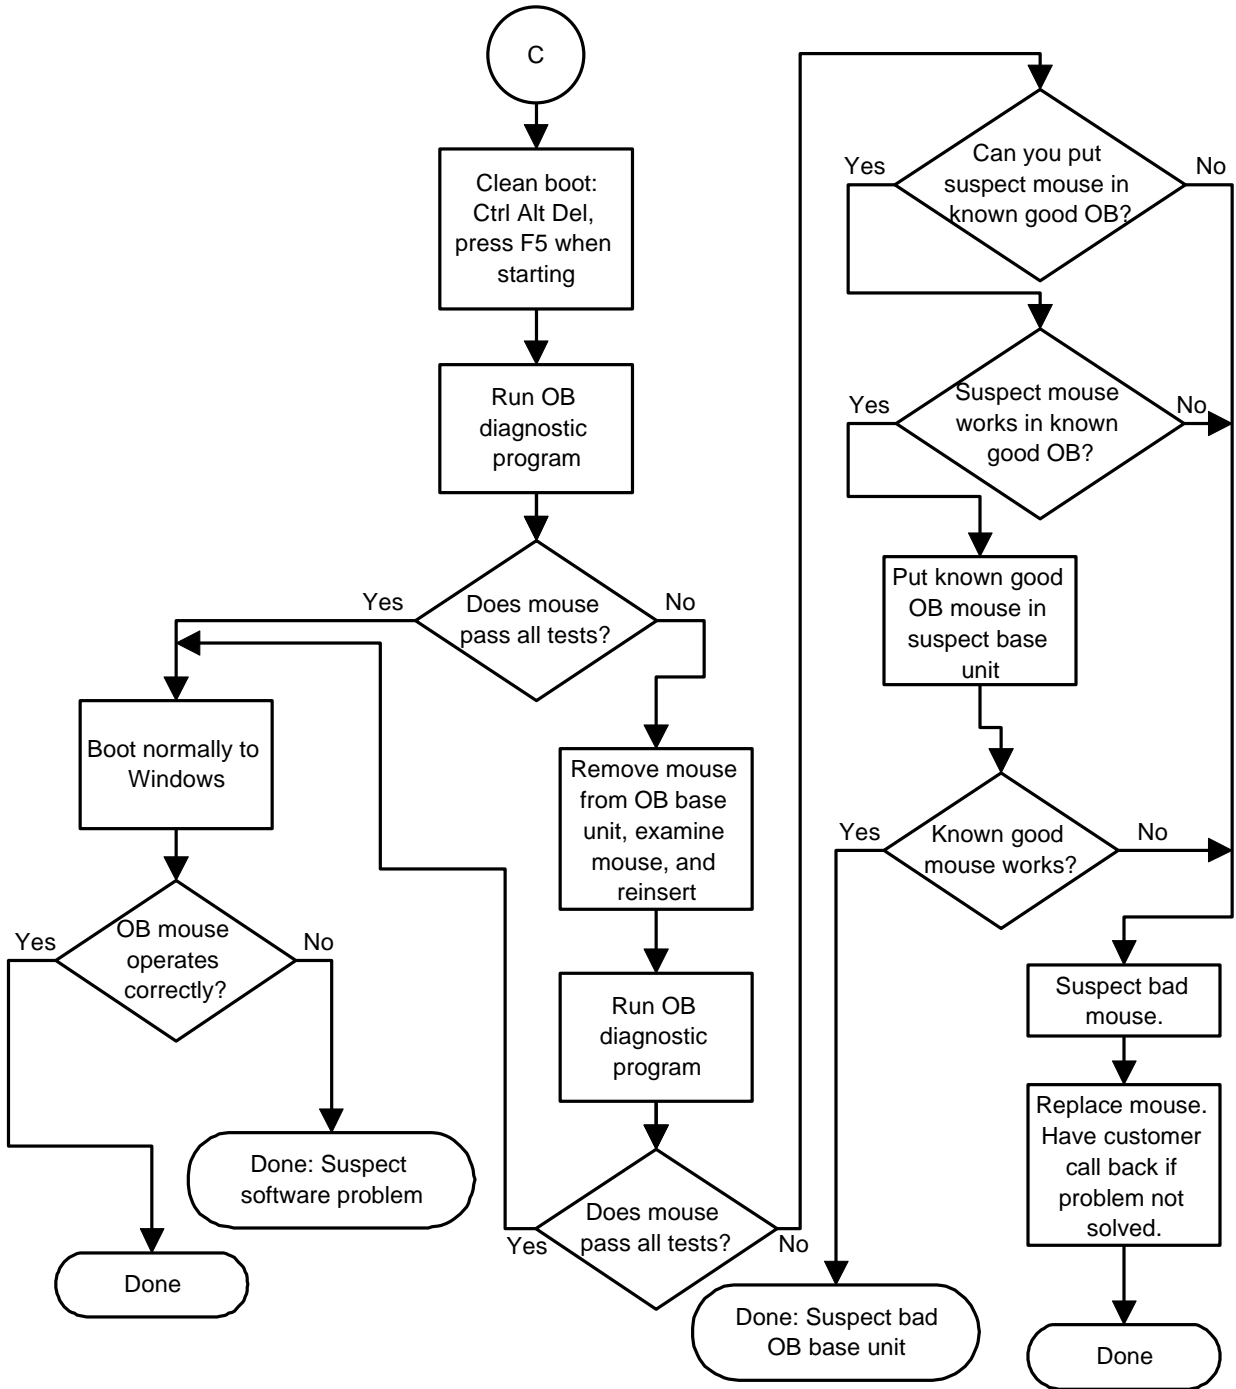 C
Clean boot:
Ctrl Alt Del,
press F5 when
starting
Run OB
diagnostic
program
Does mouse
pass all tests?
Yes
No
Boot normally to
Windows
OB mouse
operates
correctly?
Yes
No
Done
Done: Suspect
software problem
Remove mouse
from OB base
unit, examine
mouse, and
reinsert
Run OB
diagnostic
program
Does mouse
pass all tests?
Yes
No
Can you put
suspect mouse in
known good OB?
Yes
No
Suspect mouse
works in known
good OB?
Yes
No
Put known good
OB mouse in
suspect base
unit
Known good
mouse works?
Yes
No
Done: Suspect bad
OB base unit
Suspect bad
mouse.
Replace mouse.
Have customer
call back if
problem not
solved.
Done